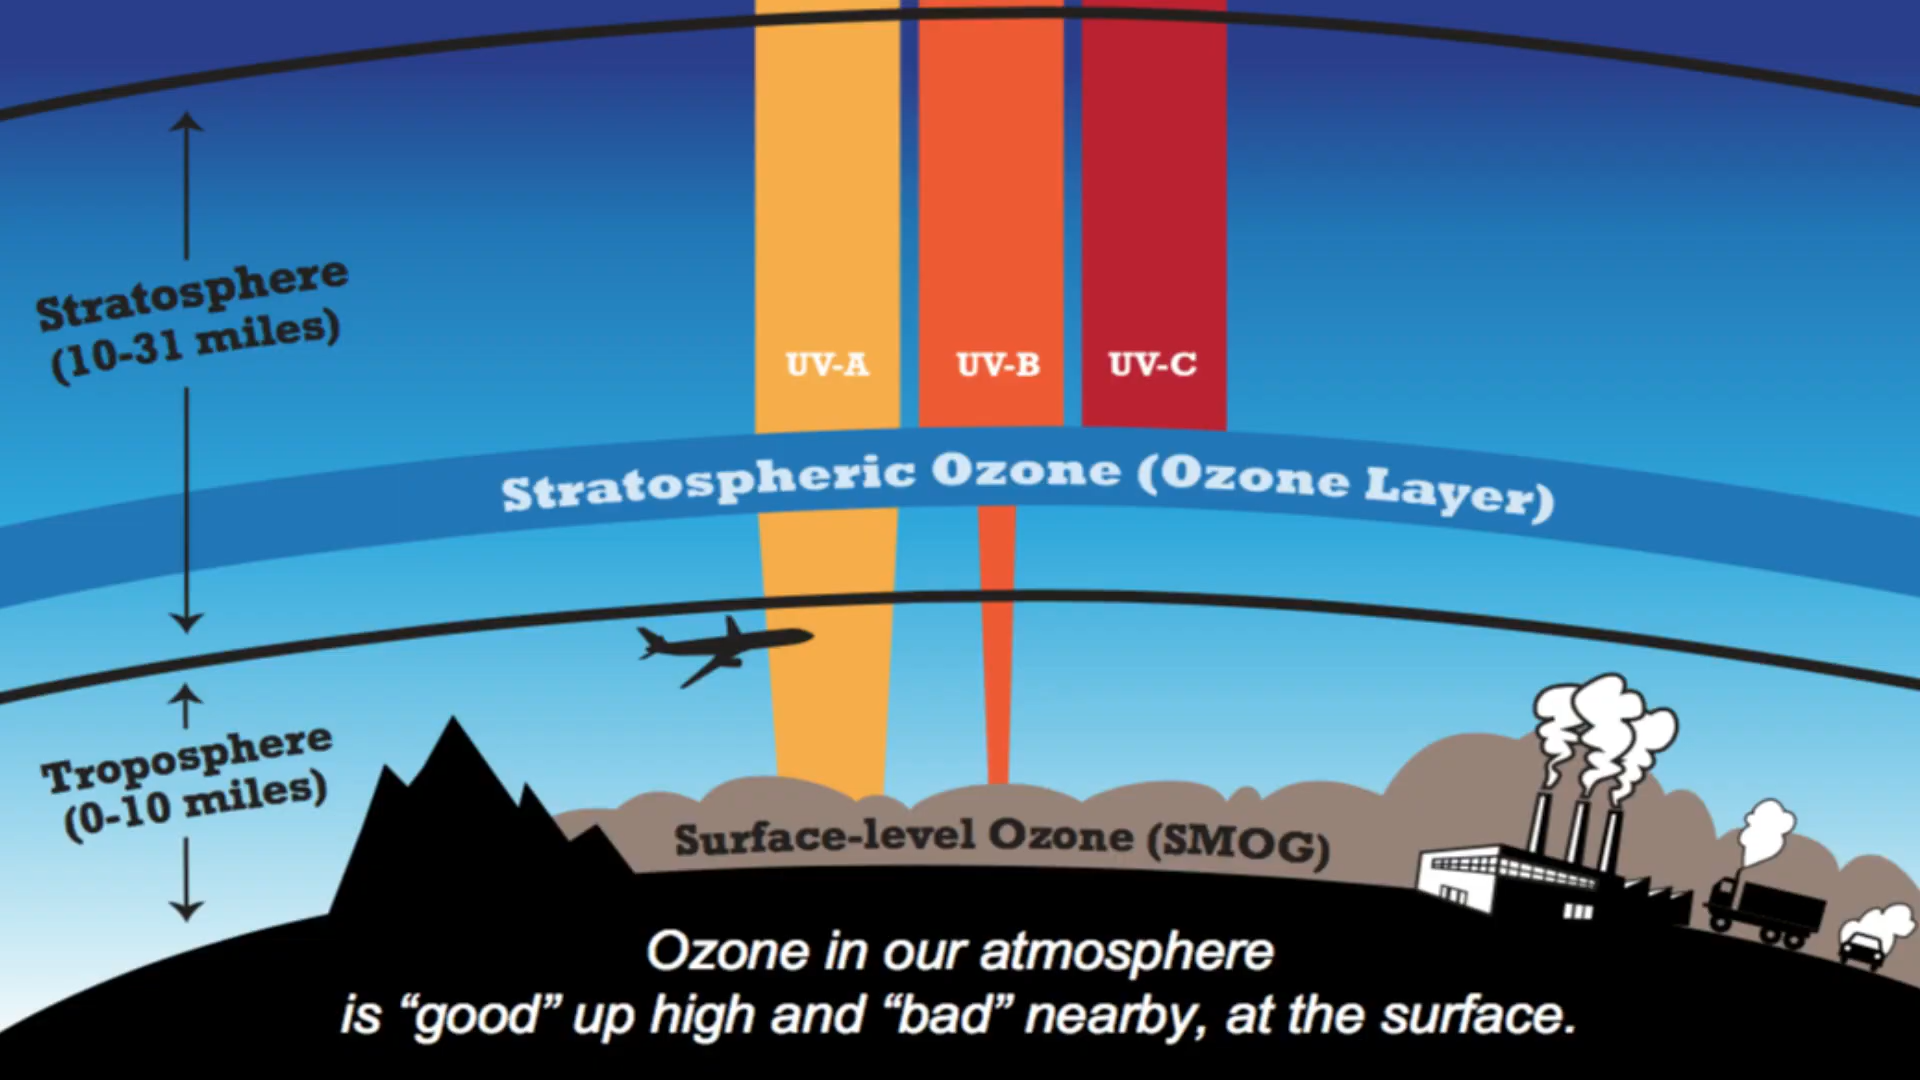 Stratosphere
(10-31 miles)
UV-A
UV-B
UV-C
Stratospheric Ozone (Ozone Layer)
Troposphere
(0-10 miles)
Surface-level Ozone (SMOG)
Ozone in our atmosphere
is “good” up high and “bad” nearby, at the surface.